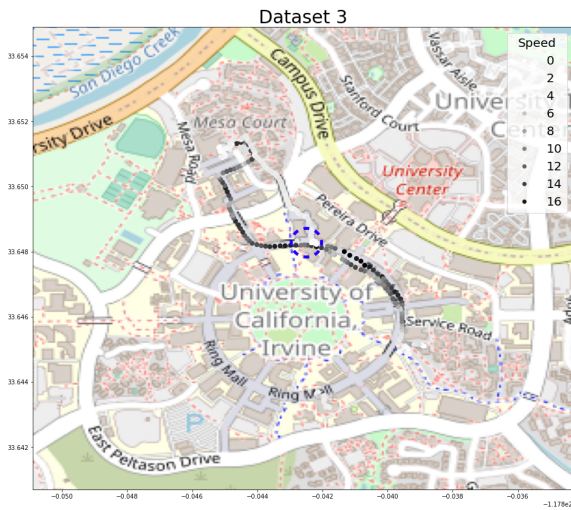 Dataset 3
33.654
33.652
33.650
33.648
33.646
33.644
33.642
Speed
0
2
4
6
8
10
12
14
16
San Diego Creek
Campus Drive
Vassar Aisle
Stanford Court
rsity Drive
Mesa Court
Mesa Road
University
Center
University
Center
Pereira Drive
University of
California
Irvine
Service Road
Ring Mall
Ring Mall
P
East Peltason Drive
-0.050
-0.048
-0.046
-0.044
-0.042
-0.040
-0.038
-0.036